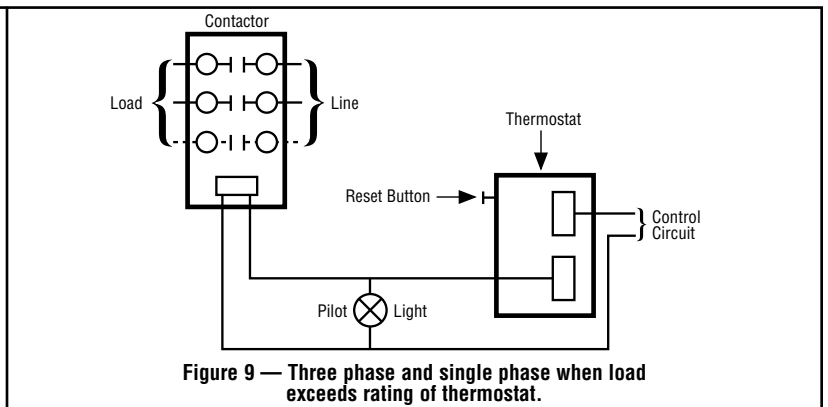 Contactor
Load
Line
Thermostat
Reset Button
Control
Circuit
Pilot Light
Figure 9 — Three phase and single phase when load
exceeds rating of thermostat.